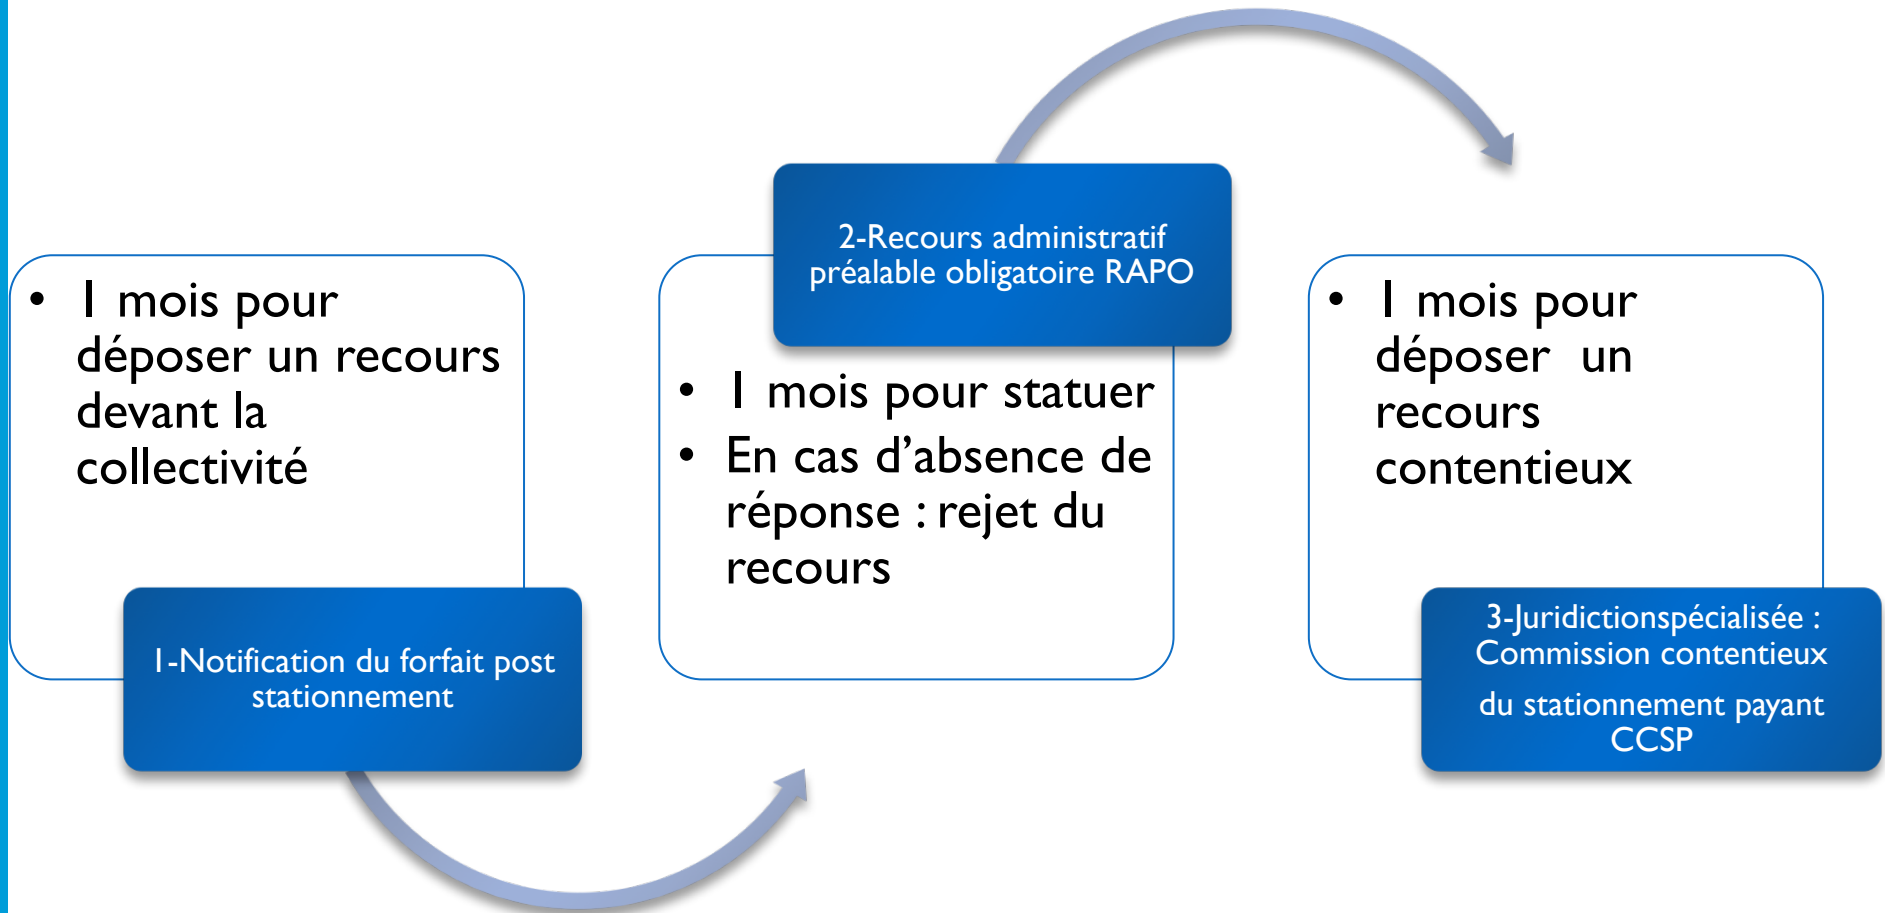 • 1 mois pour
déposer un recours
devant la
collectivité
1-Notification du forfait post
stationnement
2-Recours administratif
préalable obligatoire RAPO
• 1 mois pour statuer
• En cas d’absence de
réponse : rejet du
recours
• 1 mois pour
déposer un
recours
contentieux
3-Juridictionspécialisée :
Commission contentieux
du stationnement payant
CCSP